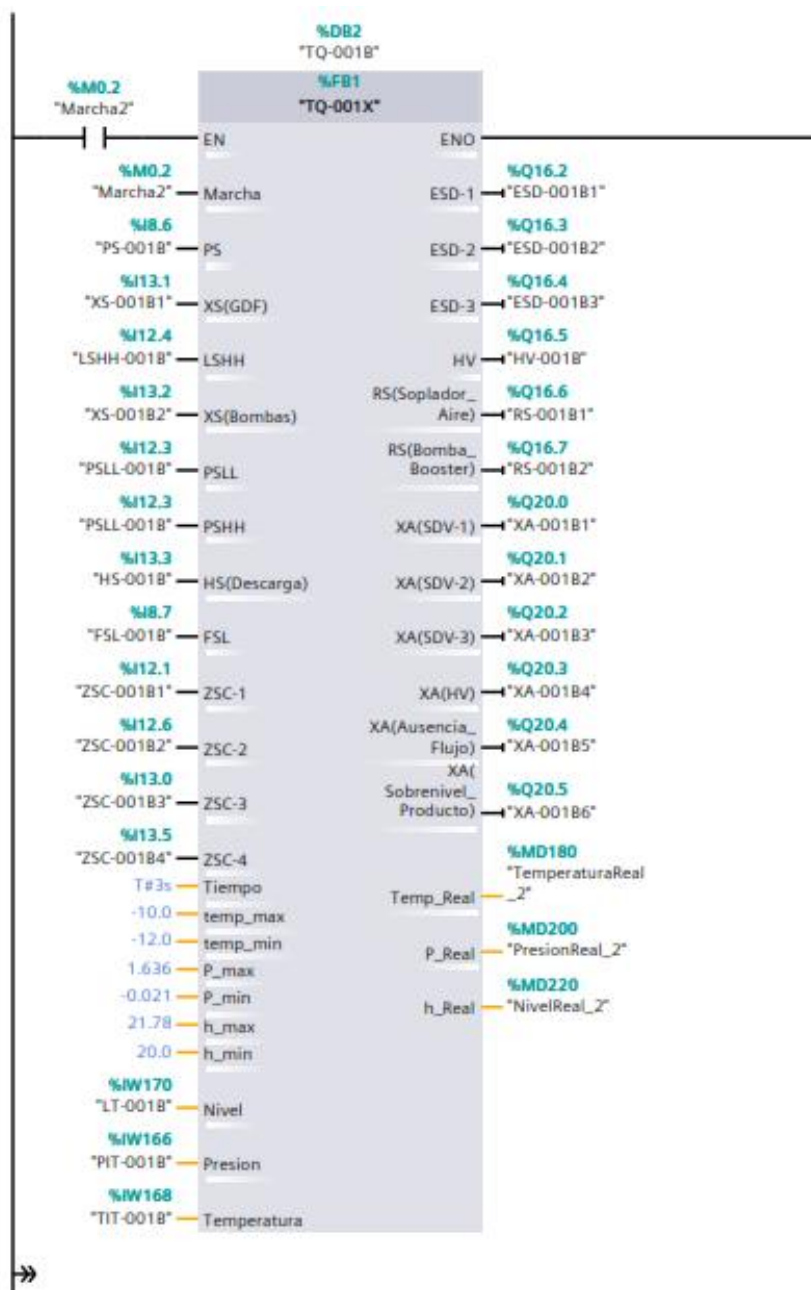 %DB2
"TQ-001B"
%FB1
"TQ-001X"
%M0.2
"Marcha2"
EN
ENO
%M0.2
"Marcha2"
Marcha
ESD-1
%Q16.2
"ESD-001B1"
%I8.6
"PS-001B"
PS
ESD-2
%Q16.3
"ESD-001B2"
%I13.1
"XS-001B1"
XS(GDF)
ESD-3
%Q16.4
"ESD-001B3"
%I12.4
"LSHH-001B"
LSHH
HV
%Q16.5
"HV-001B"
%I13.2
"XS-001B2"
XS(Bombas)
RS(Soplador_
Aire)
%Q16.6
"RS-001B1"
%I12.3
"PSLL-001B"
PSLL
RS(Bomba_
Booster)
%Q16.7
"RS-001B2"
%I12.3
"PSLL-001B"
PSHH
XA(SDV-1)
%Q20.0
"XA-001B1"
%I13.3
"HS-001B"
HS(Descarga)
XA(SDV-2)
%Q20.1
"XA-001B2"
%I8.7
"FSL-001B"
FSL
XA(SDV-3)
%Q20.2
"XA-001B3"
%I12.1
"ZSC-001B1"
ZSC-1
XA(HV)
%Q20.3
"XA-001B4"
%I12.6
"ZSC-001B2"
ZSC-2
XA(Ausencia_
Flujo)
%Q20.4
"XA-001B5"
%I13.0
"ZSC-001B3"
ZSC-3
XA(
Sobrenivel_
Producto)
%Q20.5
"XA-001B6"
%I13.5
"ZSC-001B4"
ZSC-4
T#3s
Tiempo
Temp_Real
%MD180
"TemperaturaReal
_2"
-10.0
temp_max
-12.0
temp_min
1.636
P_max
P_Real
%MD200
"PresionReal_2"
-0.021
P_min
21.78
h_max
h_Real
%MD220
"NivelReal_2"
20.0
h_min
%IW170
"LT-001B"
Nivel
%IW166
"PIT-001B"
Presion
%IW168
"TIT-001B"
Temperatura